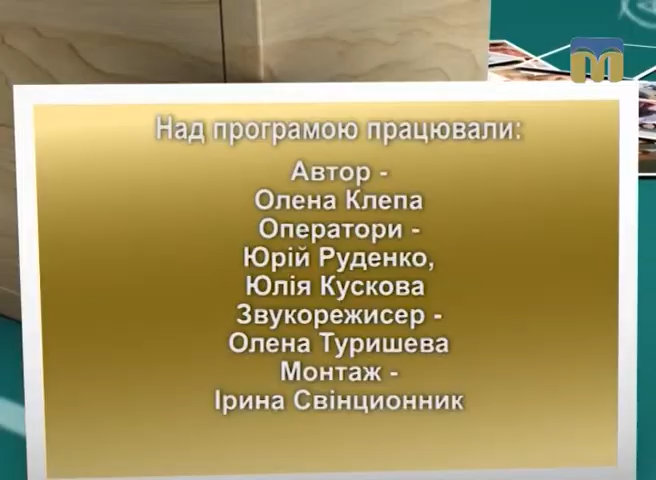 Над програмою працювали:
Автор -
Олена Клепа
Оператори -
Юрій Руденко,
Юлія Кускова
Звукорежисер -
Олена Туришева
Монтаж -
Ірина Свінционник